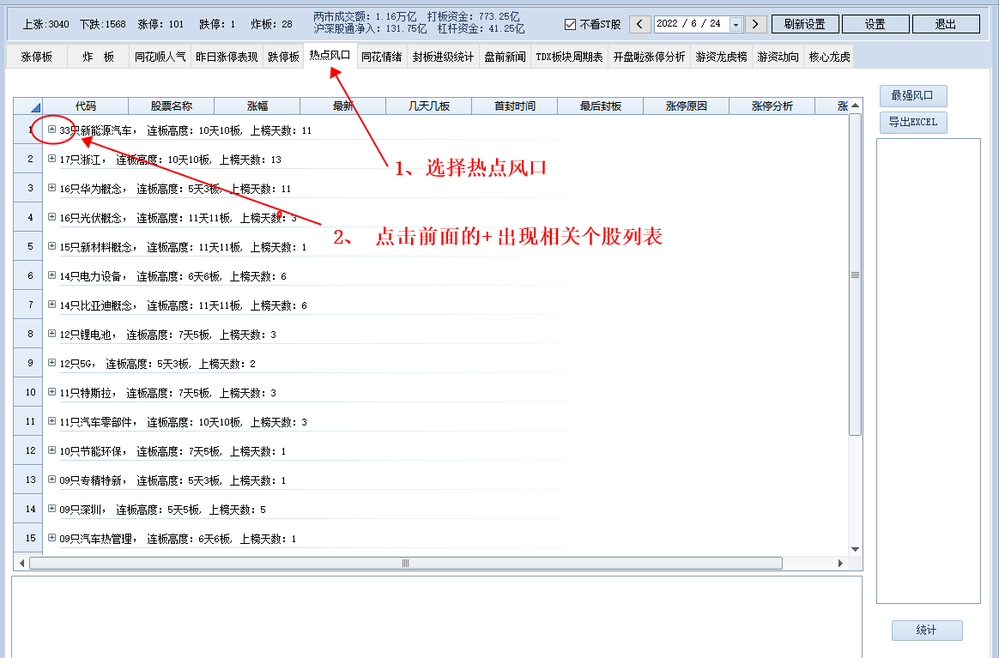 上涨:3040 下跌:1568 涨停: 101 跌停: 1 炸板: 28
两市成交额: 1.16万亿 打板资金: 773.25亿
沪深股通净入: 131.75亿 杠杆资金: 41.25亿
不看ST股
2022 / 6 / 24
刷新设置 设置 退出
涨停板 炸 板 同花顺人气 昨日涨停表现 跌停板 热点风口 同花情绪 封板进级统计 盘前新闻 TDX板块周期表 开盘啦涨停分析 游资龙虎榜 游资动向 核心龙虎
代码 股票名称 涨幅 最新 几天几板 首封时间 最后封板 涨停原因 涨停分析 涨
1 33只新能源汽车, 连板高度: 10天10板, 上榜天数: 11
2 17只浙江, 连板高度: 10天10板, 上榜天数: 13
3 16只华为概念, 连板高度: 5天3板, 上榜天数: 11
4 16只光伏概念, 连板高度: 11天11板, 上榜天数: 3
5 15只新材料概念, 连板高度: 11天11板, 上榜天数: 1
6 14只电力设备, 连板高度: 6天6板, 上榜天数: 6
7 14只比亚迪概念, 连板高度: 11天11板, 上榜天数: 6
8 12只锂电池, 连板高度: 7天5板, 上榜天数: 3
9 12只5G, 连板高度: 5天3板, 上榜天数: 2
10 11只特斯拉, 连板高度: 7天5板, 上榜天数: 3
11 11只汽车零部件, 连板高度: 10天10板, 上榜天数: 3
12 10只节能环保, 连板高度: 7天5板, 上榜天数: 1
13 09只专精特新, 连板高度: 5天3板, 上榜天数: 1
14 09只深圳, 连板高度: 5天5板, 上榜天数: 5
15 09只汽车热管理, 连板高度: 6天6板, 上榜天数: 1
1、选择热点风口
2、 点击前面的+出现相关个股列表
最强风口
导出EXCEL
统计